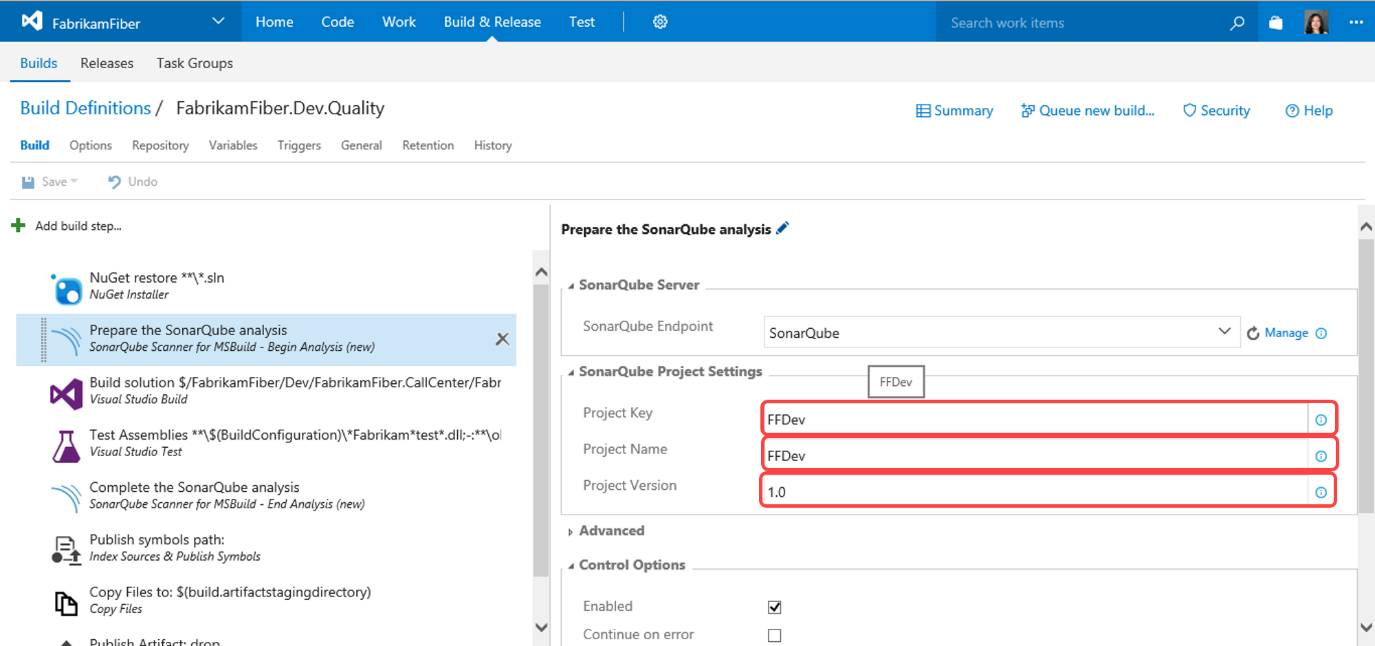 FabrikamFiber Home Code Work Build & Release Test Search work items
Builds Releases Task Groups
Build Definitions / FabrikamFiber.Dev.Quality
Summary Queue new build... Security Help
Build Options Repository Variables Triggers General Retention History
Save Undo
Add build step...
NuGet restore **\*.sln
NuGet Installer
Prepare the SonarQube analysis
SonarQube Scanner for MSBuild - Begin Analysis (new)
Build solution $/FabrikamFiber/Dev/FabrikamFiber.CallCenter/Fabr
Visual Studio Build
Test Assemblies **\$(BuildConfiguration)\*Fabrikam*test*.dll;-:**\ol
Visual Studio Test
Complete the SonarQube analysis
SonarQube Scanner for MSBuild - End Analysis (new)
Publish symbols path:
Index Sources & Publish Symbols
Copy Files to: $(build.artifactstagingdirectory)
Copy Files
Publish Artifact: drop
Prepare the SonarQube analysis
SonarQube Server
SonarQube Endpoint SonarQube Manage
SonarQube Project Settings
FFDev
Project Key FFDev
Project Name FFDev
Project Version 1.0
Advanced
Control Options
Enabled
Continue on error